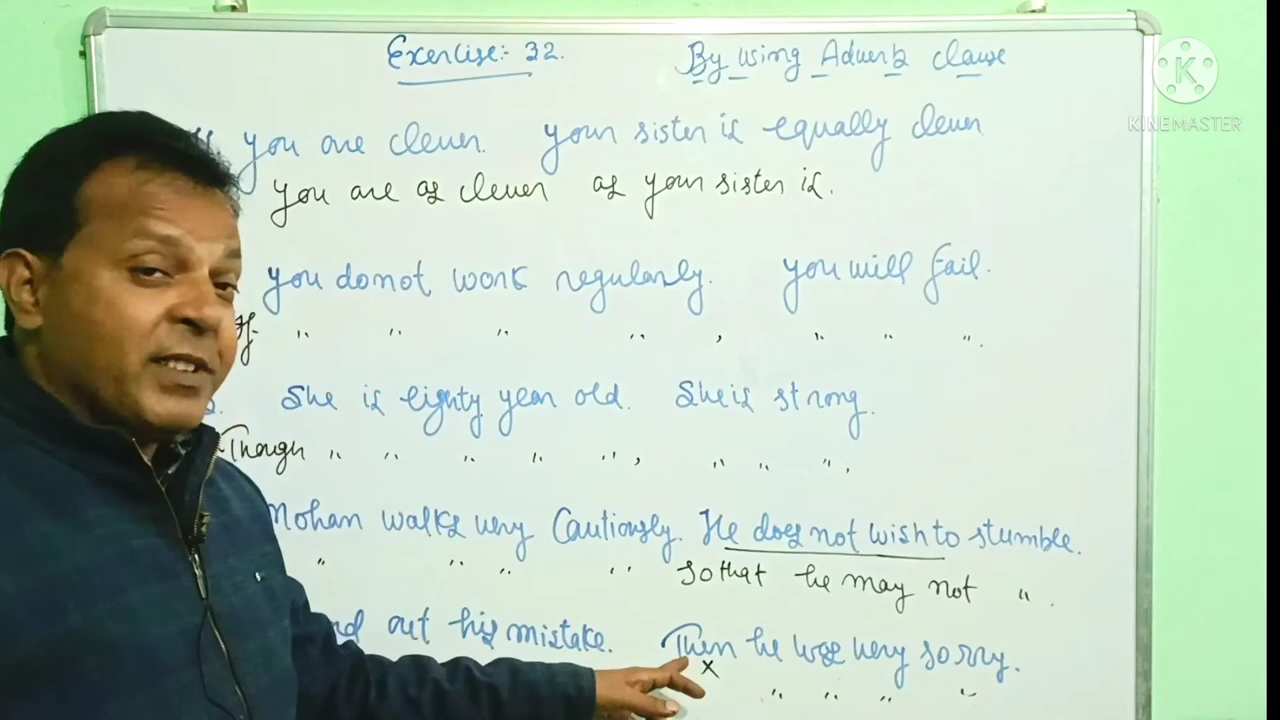 Exercise:- 32. By using Adverb clause
you are clever. your sister is equally clever
You are as clever as your sister is.
you do not work regularly. you will fail.
If " " " " , " " ".
She is eighty year old. She is strong.
Though " " " " ", " " ".
Mohan walks very Cautiously. He does not wish to stumble.
" " " " so that he may not " .
out his mistake. Then he was very sorry.
x " " " "
K
KINEMASTER